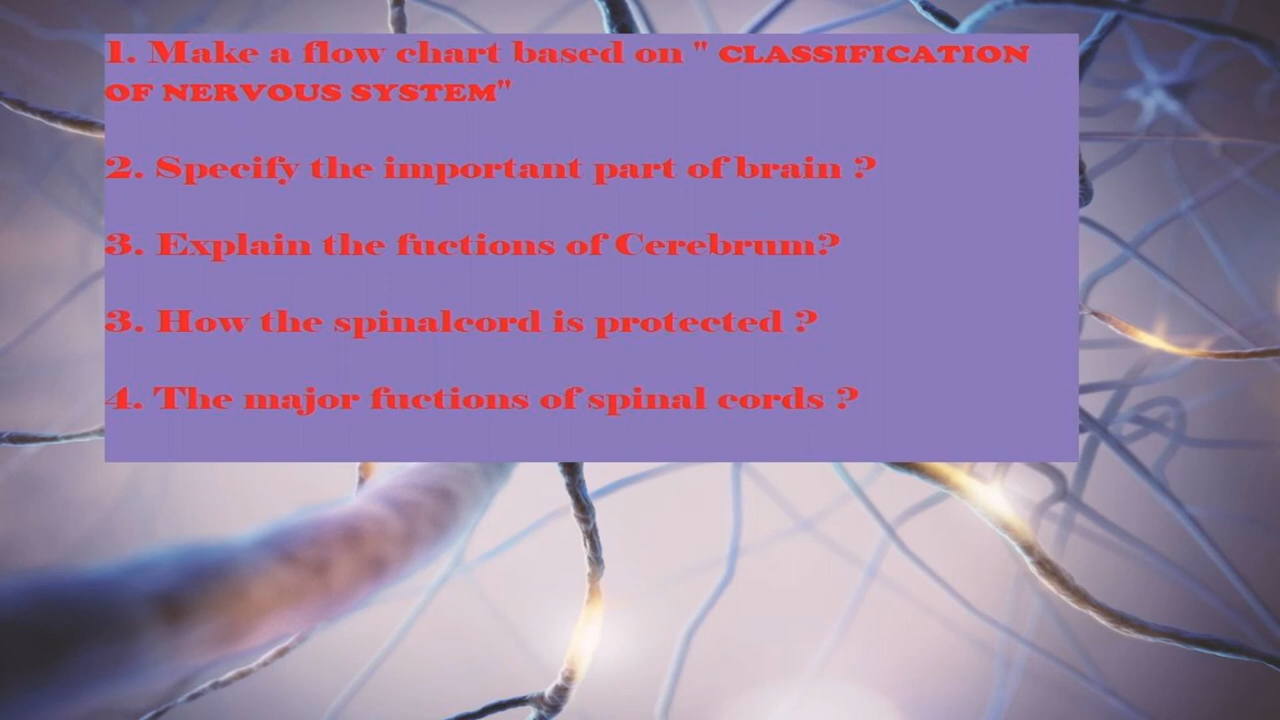 1. Make a flow chart based on " CLASSIFICATION
OF NERVOUS SYSTEM"
2. Specify the important part of brain ?
3. Explain the fuctions of Cerebrum?
3. How the spinalcord is protected ?
4. The major fuctions of spinal cords ?